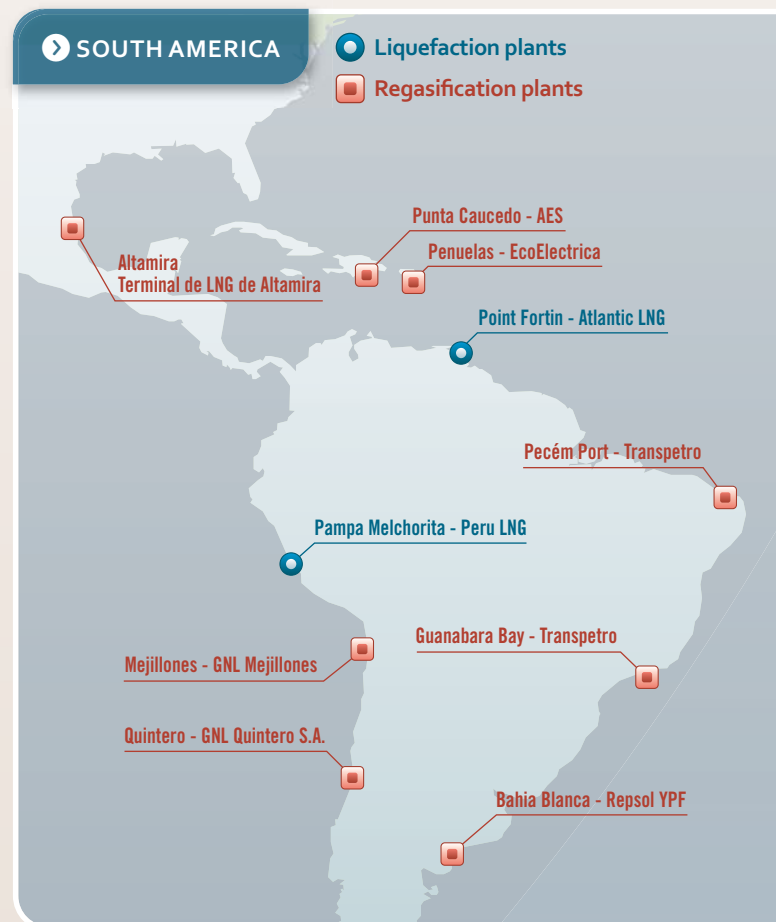 SOUTH AMERICA
Liquefaction plants
Regasification plants
Punta Caucedo - AES
Penuelas - EcoElectrica
Altamira
Terminal de LNG de Altamira
Point Fortin - Atlantic LNG
Pecém Port - Transpetro
Pampa Melchorita - Peru LNG
Guanabara Bay - Transpetro
Mejillones - GNL Mejillones
Quintero - GNL Quintero S.A.
Bahia Blanca - Repsol YPF